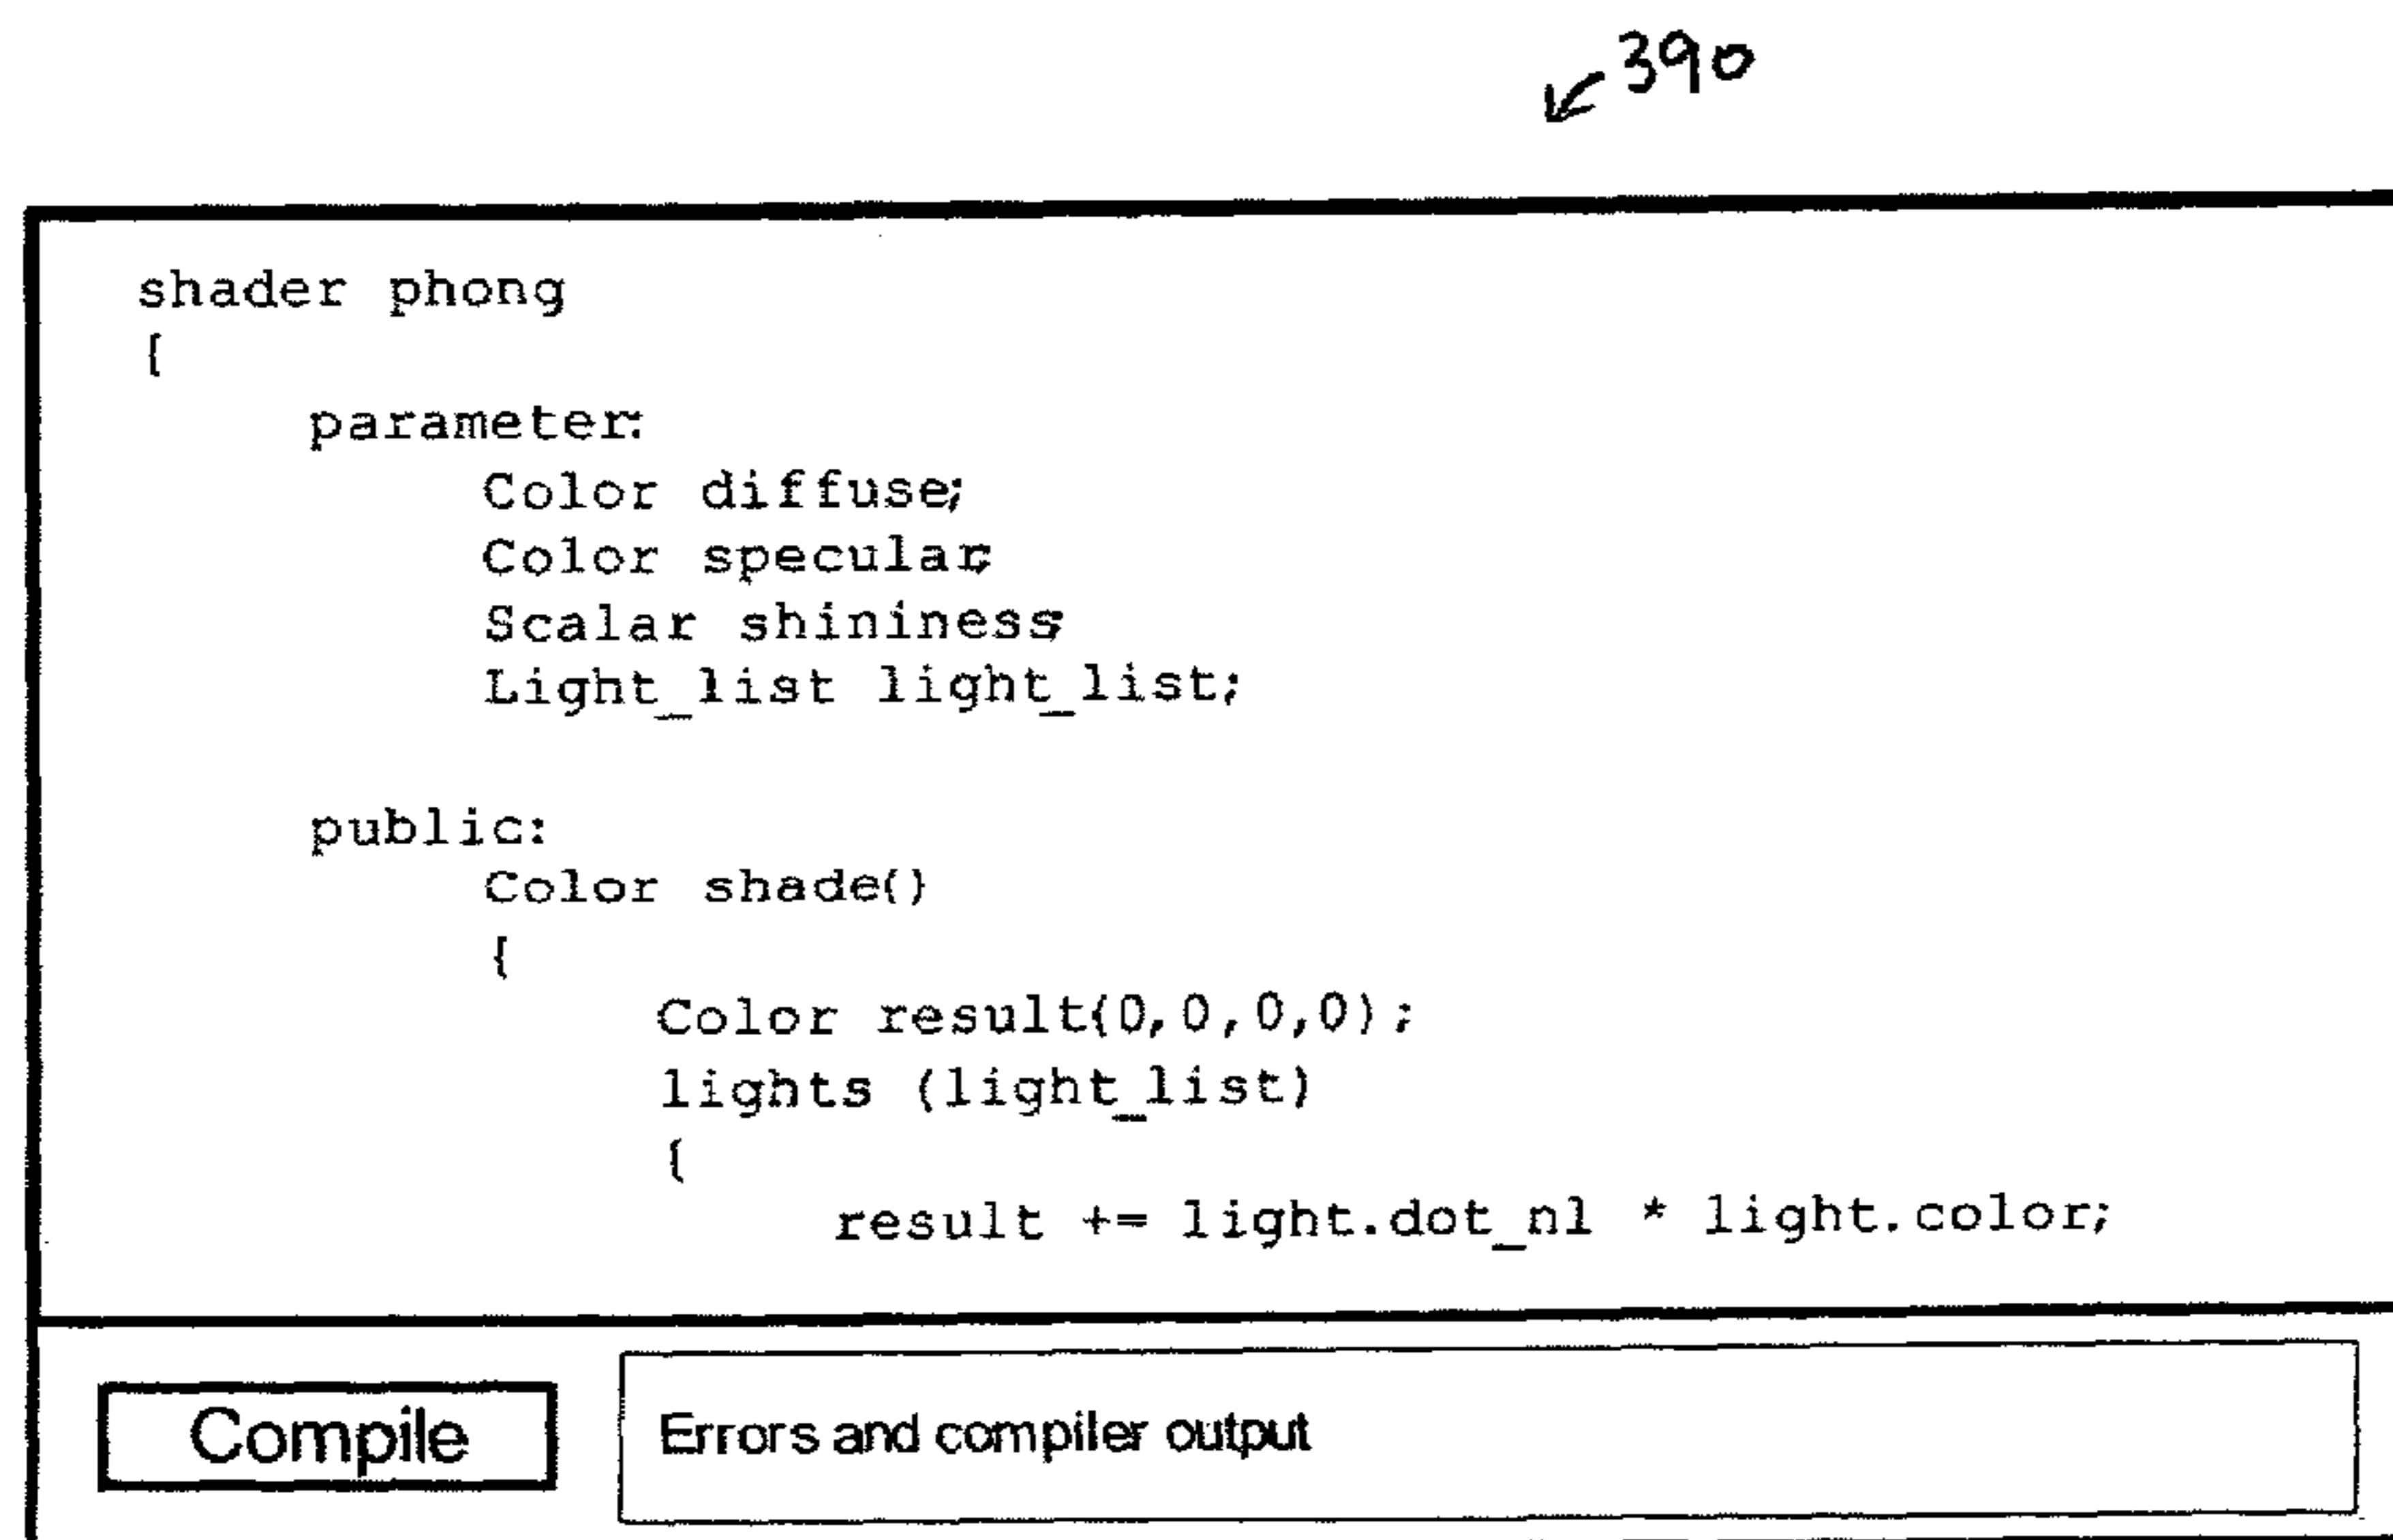 390
shader phong
{
parameter:
Color diffuse;
Color specular;
Scalar shininess;
Light_list light_list;
public:
Color shade()
{
Color result(0,0,0,0);
lights (light_list)
{
result += light.dot_nl * light.color;
Compile
Errors and compiler output